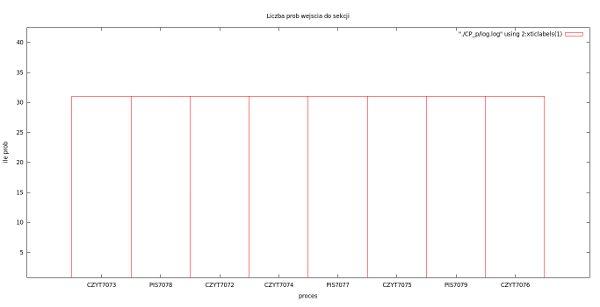 Liczba prob wejscia do sekcji
"./CP_p/log.log" using 2:xticlabels(1)
40
35
30
25
20
15
10
5
ile prob
CZYT7073 PIS7078 CZYT7072 CZYT7074 PIS7077 CZYT7075 PIS7079 CZYT7076
proces